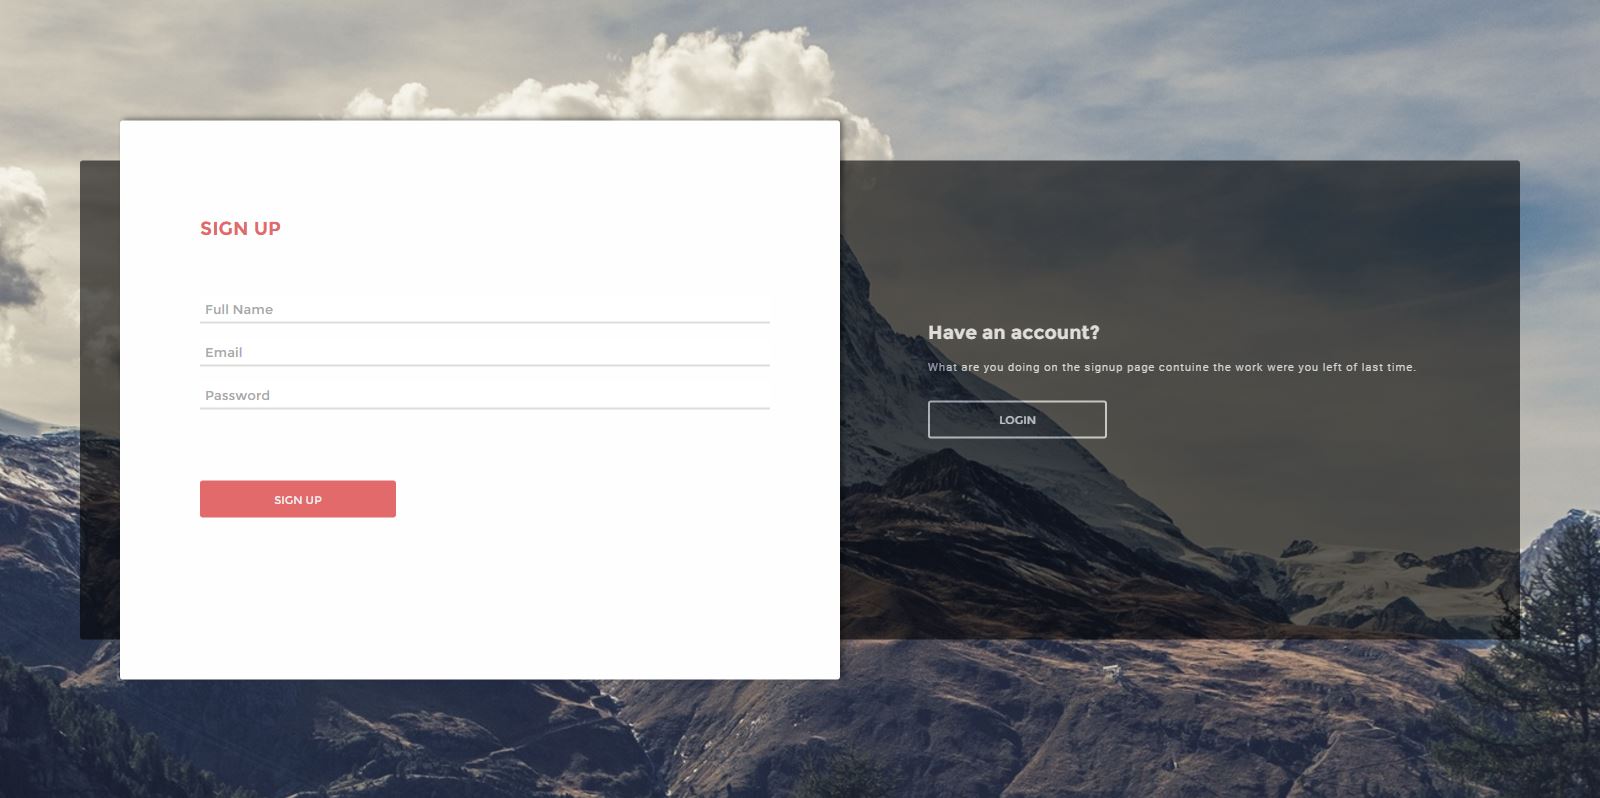 SIGN UP
Full Name
Email
Password
SIGN UP
Have an account?
What are you doing on the signup page contuine the work were you left of last time.
LOGIN